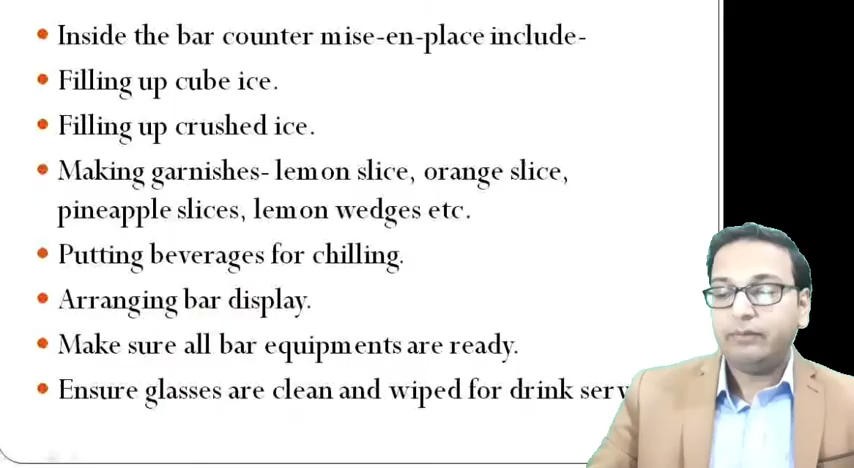 Inside the bar counter mise-en-place include-
Filling up cube ice.
Filling up crushed ice.
Making garnishes- lemon slice, orange slice,
pineapple slices, lemon wedges etc.
Putting beverages for chilling.
Arranging bar display.
Make sure all bar equipments are ready.
Ensure glasses are clean and wiped for drink